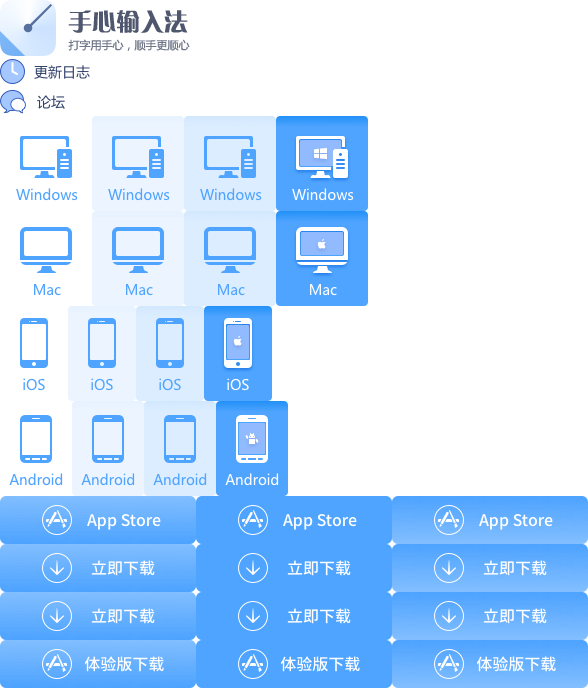 手心输入法
打字用手心，顺手更顺心
更新日志
论坛
Windows Windows Windows Windows
Mac Mac Mac Mac
iOS iOS iOS iOS
Android Android Android Android
App Store App Store App Store
立即下载 立即下载 立即下载
立即下载 立即下载 立即下载
体验版下载 体验版下载 体验版下载